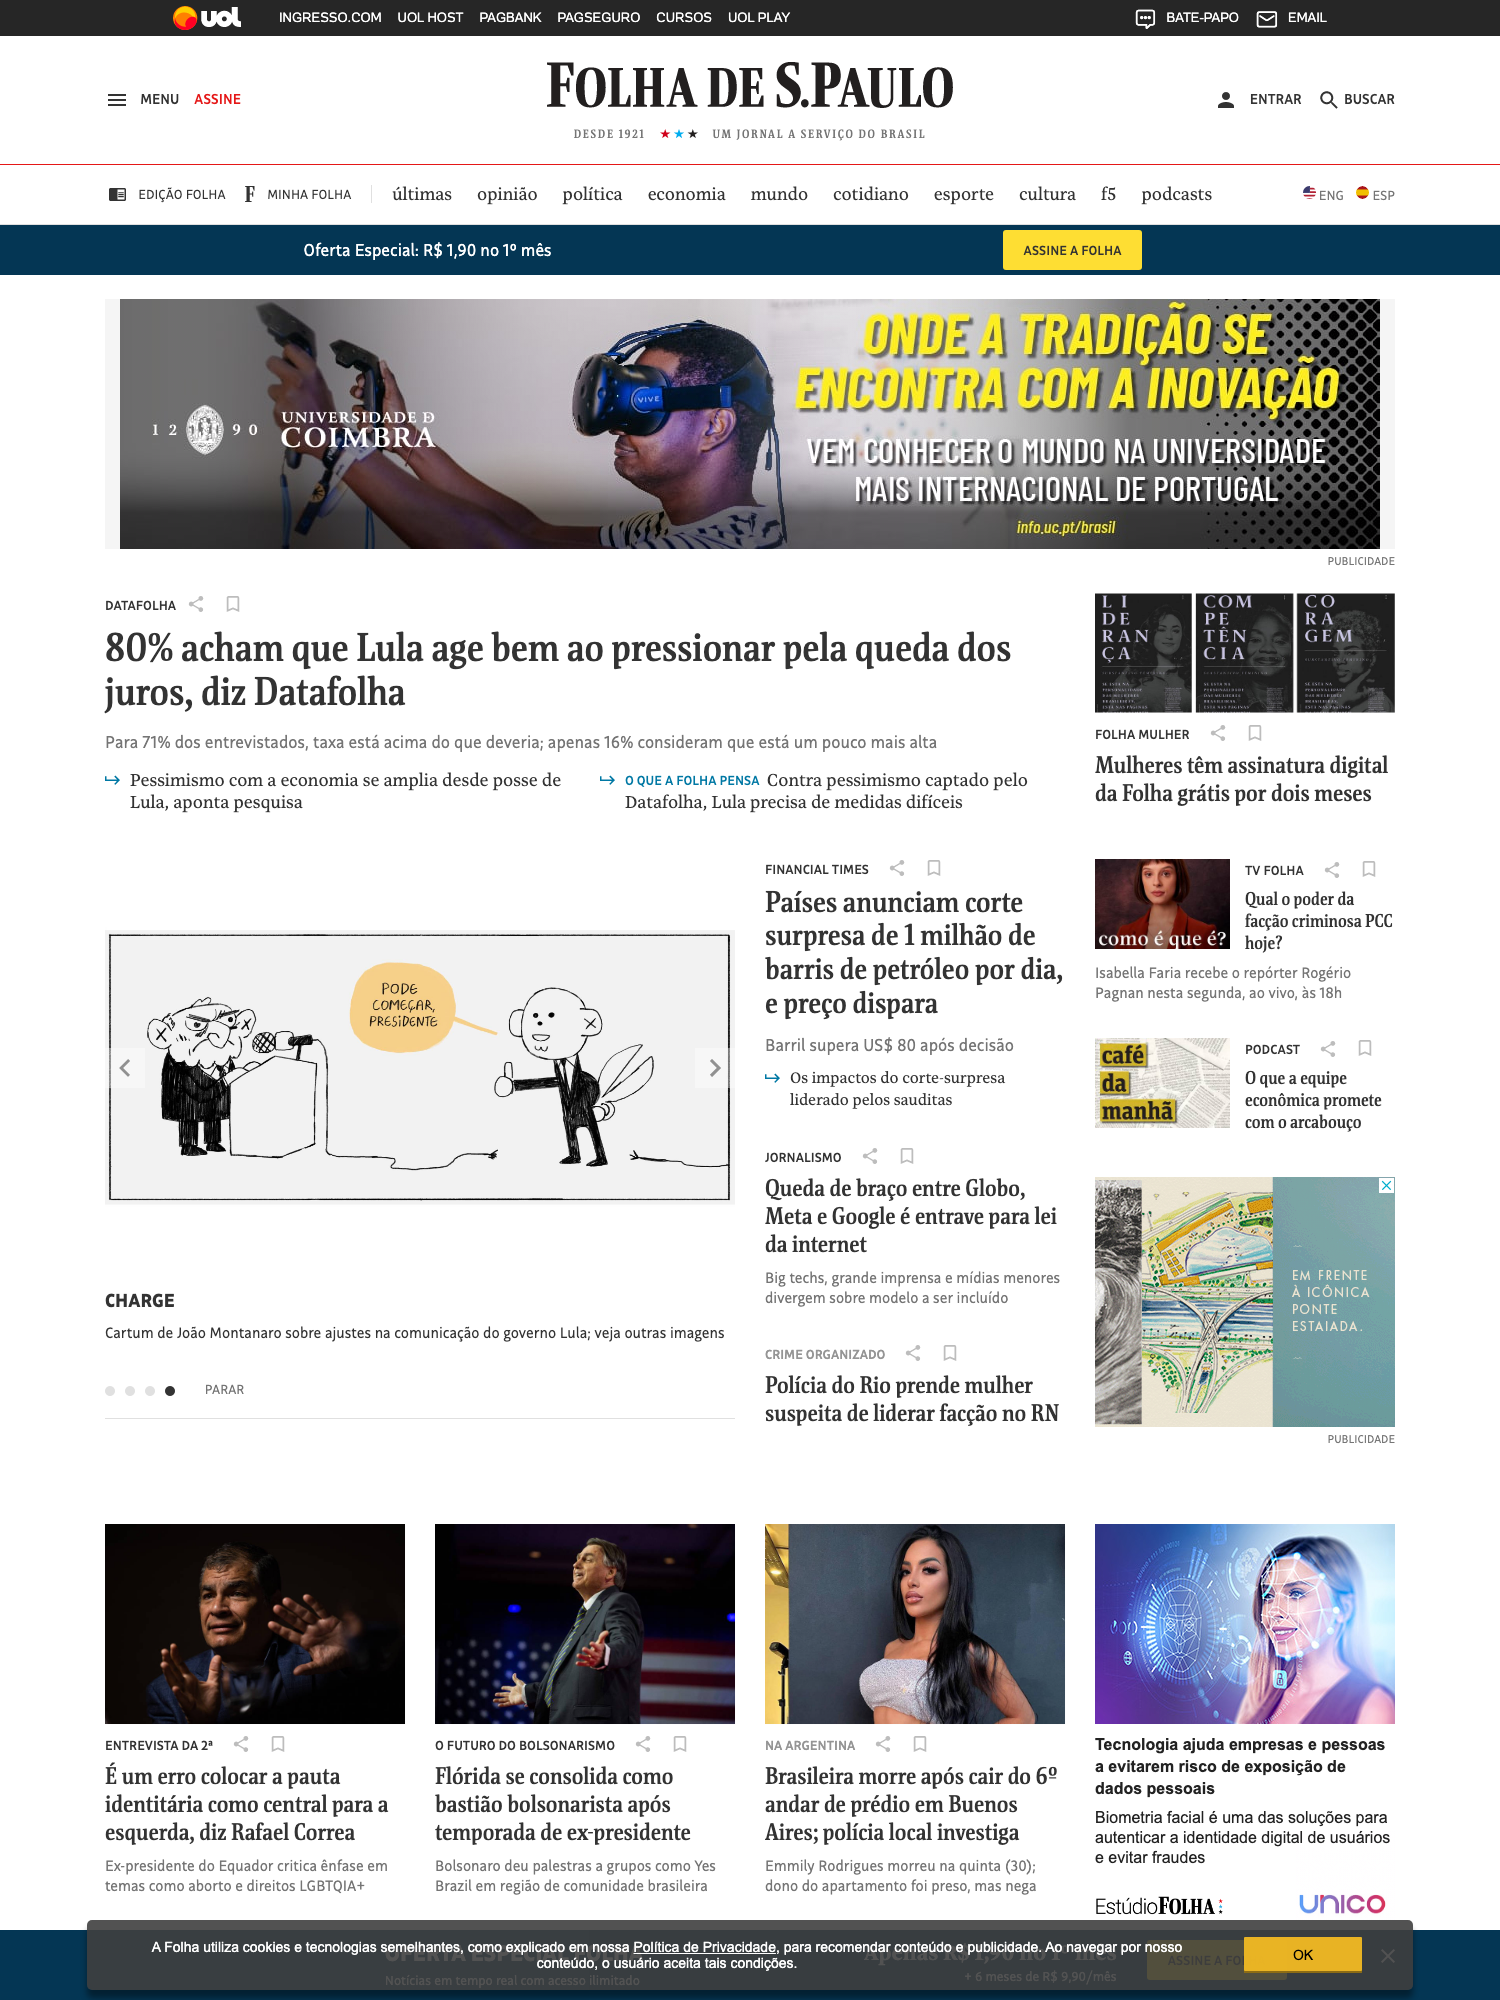 uol INGRESSO.COM UOL HOST PAGBANK PAGSEGURO CURSOS UOL PLAY BATE-PAPO EMAIL
MENU ASSINE
FOLHA DE S.PAULO
DESDE 1921 ★★★ UM JORNAL A SERVIÇO DO BRASIL
ENTRAR BUSCAR
EDIÇÃO FOLHA F MINHA FOLHA últimas opinião política economia mundo cotidiano esporte cultura f5 podcasts ENG ESP
Oferta Especial: R$ 1,90 no 1º mês ASSINE A FOLHA
12 90 UNIVERSIDADE D
COIMBRA
VIVE
ONDE A TRADIÇÃO SE
ENCONTRA COM A INOVAÇÃO
VEM CONHECER O MUNDO NA UNIVERSIDADE
MAIS INTERNACIONAL DE PORTUGAL
info.uc.pt/brasil
PUBLICIDADE
DATAFOLHA
80% acham que Lula age bem ao pressionar pela queda dos
juros, diz Datafolha
Para 71% dos entrevistados, taxa está acima do que deveria; apenas 16% consideram que está um pouco mais alta
Pessimismo com a economia se amplia desde posse de
Lula, aponta pesquisa
O QUE A FOLHA PENSA Contra pessimismo captado pelo
Datafolha, Lula precisa de medidas difíceis
LI
DE
RAN
ÇA
COM
PE
TÊN
CIA
CO
RA
GEM
FOLHA MULHER
Mulheres têm assinatura digital
da Folha grátis por dois meses
PODE
COMEÇAR,
PRESIDENTE
CHARGE
Cartum de João Montanaro sobre ajustes na comunicação do governo Lula; veja outras imagens
PARAR
FINANCIAL TIMES
Países anunciam corte
surpresa de 1 milhão de
barris de petróleo por dia,
e preço dispara
Barril supera US$ 80 após decisão
Os impactos do corte-surpresa
liderado pelos sauditas
JORNALISMO
Queda de braço entre Globo,
Meta e Google é entrave para lei
da internet
Big techs, grande imprensa e mídias menores
divergem sobre modelo a ser incluído
CRIME ORGANIZADO
Polícia do Rio prende mulher
suspeita de liderar facção no RN
como é que é?
TV FOLHA
Qual o poder da
facção criminosa PCC
hoje?
Isabella Faria recebe o repórter Rogério
Pagnan nesta segunda, ao vivo, às 18h
café
da
manhã
PODCAST
O que a equipe
econômica promete
com o arcabouço
EM FRENTE
À ICÔNICA
PONTE
ESTAIADA.
PUBLICIDADE
ENTREVISTA DA 2ª
É um erro colocar a pauta
identitária como central para a
esquerda, diz Rafael Correa
Ex-presidente do Equador critica ênfase em
temas como aborto e direitos LGBTQIA+
O FUTURO DO BOLSONARISMO
Flórida se consolida como
bastião bolsonarista após
temporada de ex-presidente
Bolsonaro deu palestras a grupos como Yes
Brazil em região de comunidade brasileira
NA ARGENTINA
Brasileira morre após cair do 6º
andar de prédio em Buenos
Aires; polícia local investiga
Emmily Rodrigues morreu na quinta (30);
dono do apartamento foi preso, mas nega
Tecnologia ajuda empresas e pessoas
a evitarem risco de exposição de
dados pessoais
Biometria facial é uma das soluções para
autenticar a identidade digital de usuários
e evitar fraudes
EstúdioFOLHA unico
A Folha utiliza cookies e tecnologias semelhantes, como explicado em nossa Política de Privacidade, para recomendar conteúdo e publicidade. Ao navegar por nosso
conteúdo, o usuário aceita tais condições.
OK
Notícias em tempo real com acesso ilimitado
Apenas R$ 1,90 no 1º mês
+ 6 meses de R$ 9,90/mês
ASSINE A FO